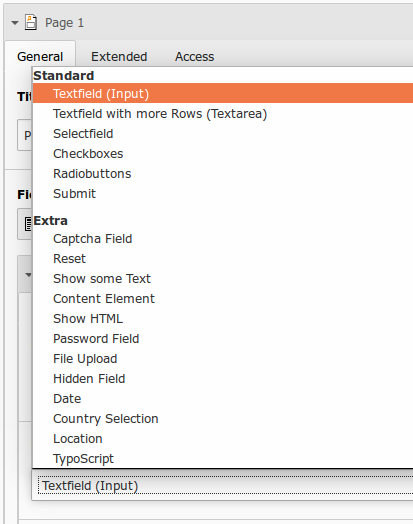 Page 1
General Extended Access
Standard
Textfield (Input)
Textfield with more Rows (Textarea)
Selectfield
Checkboxes
Radiobuttons
Submit
Extra
Captcha Field
Reset
Show some Text
Content Element
Show HTML
Password Field
File Upload
Hidden Field
Date
Country Selection
Location
TypoScript
Textfield (Input)